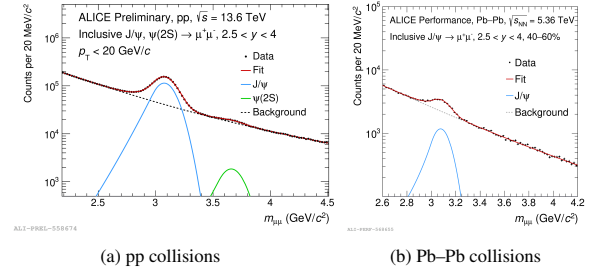 ALICE Preliminary, pp, √s = 13.6 TeV
Inclusive J/ψ, ψ(2S) → μ⁺μ⁻, 2.5 < y < 4
p_T < 20 GeV/c
Data
Fit
J/ψ
ψ(2S)
Background
Counts per 20 MeV/c²
10⁶
10⁵
10⁴
10³
2.5 3 3.5 4 4.5
m_μμ (GeV/c²)
ALI-PREL-558674
(a) pp collisions
ALICE Performance, Pb–Pb, √s_NN = 5.36 TeV
Inclusive J/ψ → μ⁺μ⁻, 2.5 < y < 4, 40–60%
Data
Fit
J/ψ
Background
Counts per 20 MeV/c²
10⁵
10⁴
10³
2.6 2.8 3 3.2 3.4 3.6 3.8 4 4.2
m_μμ (GeV/c²)
(b) Pb–Pb collisions